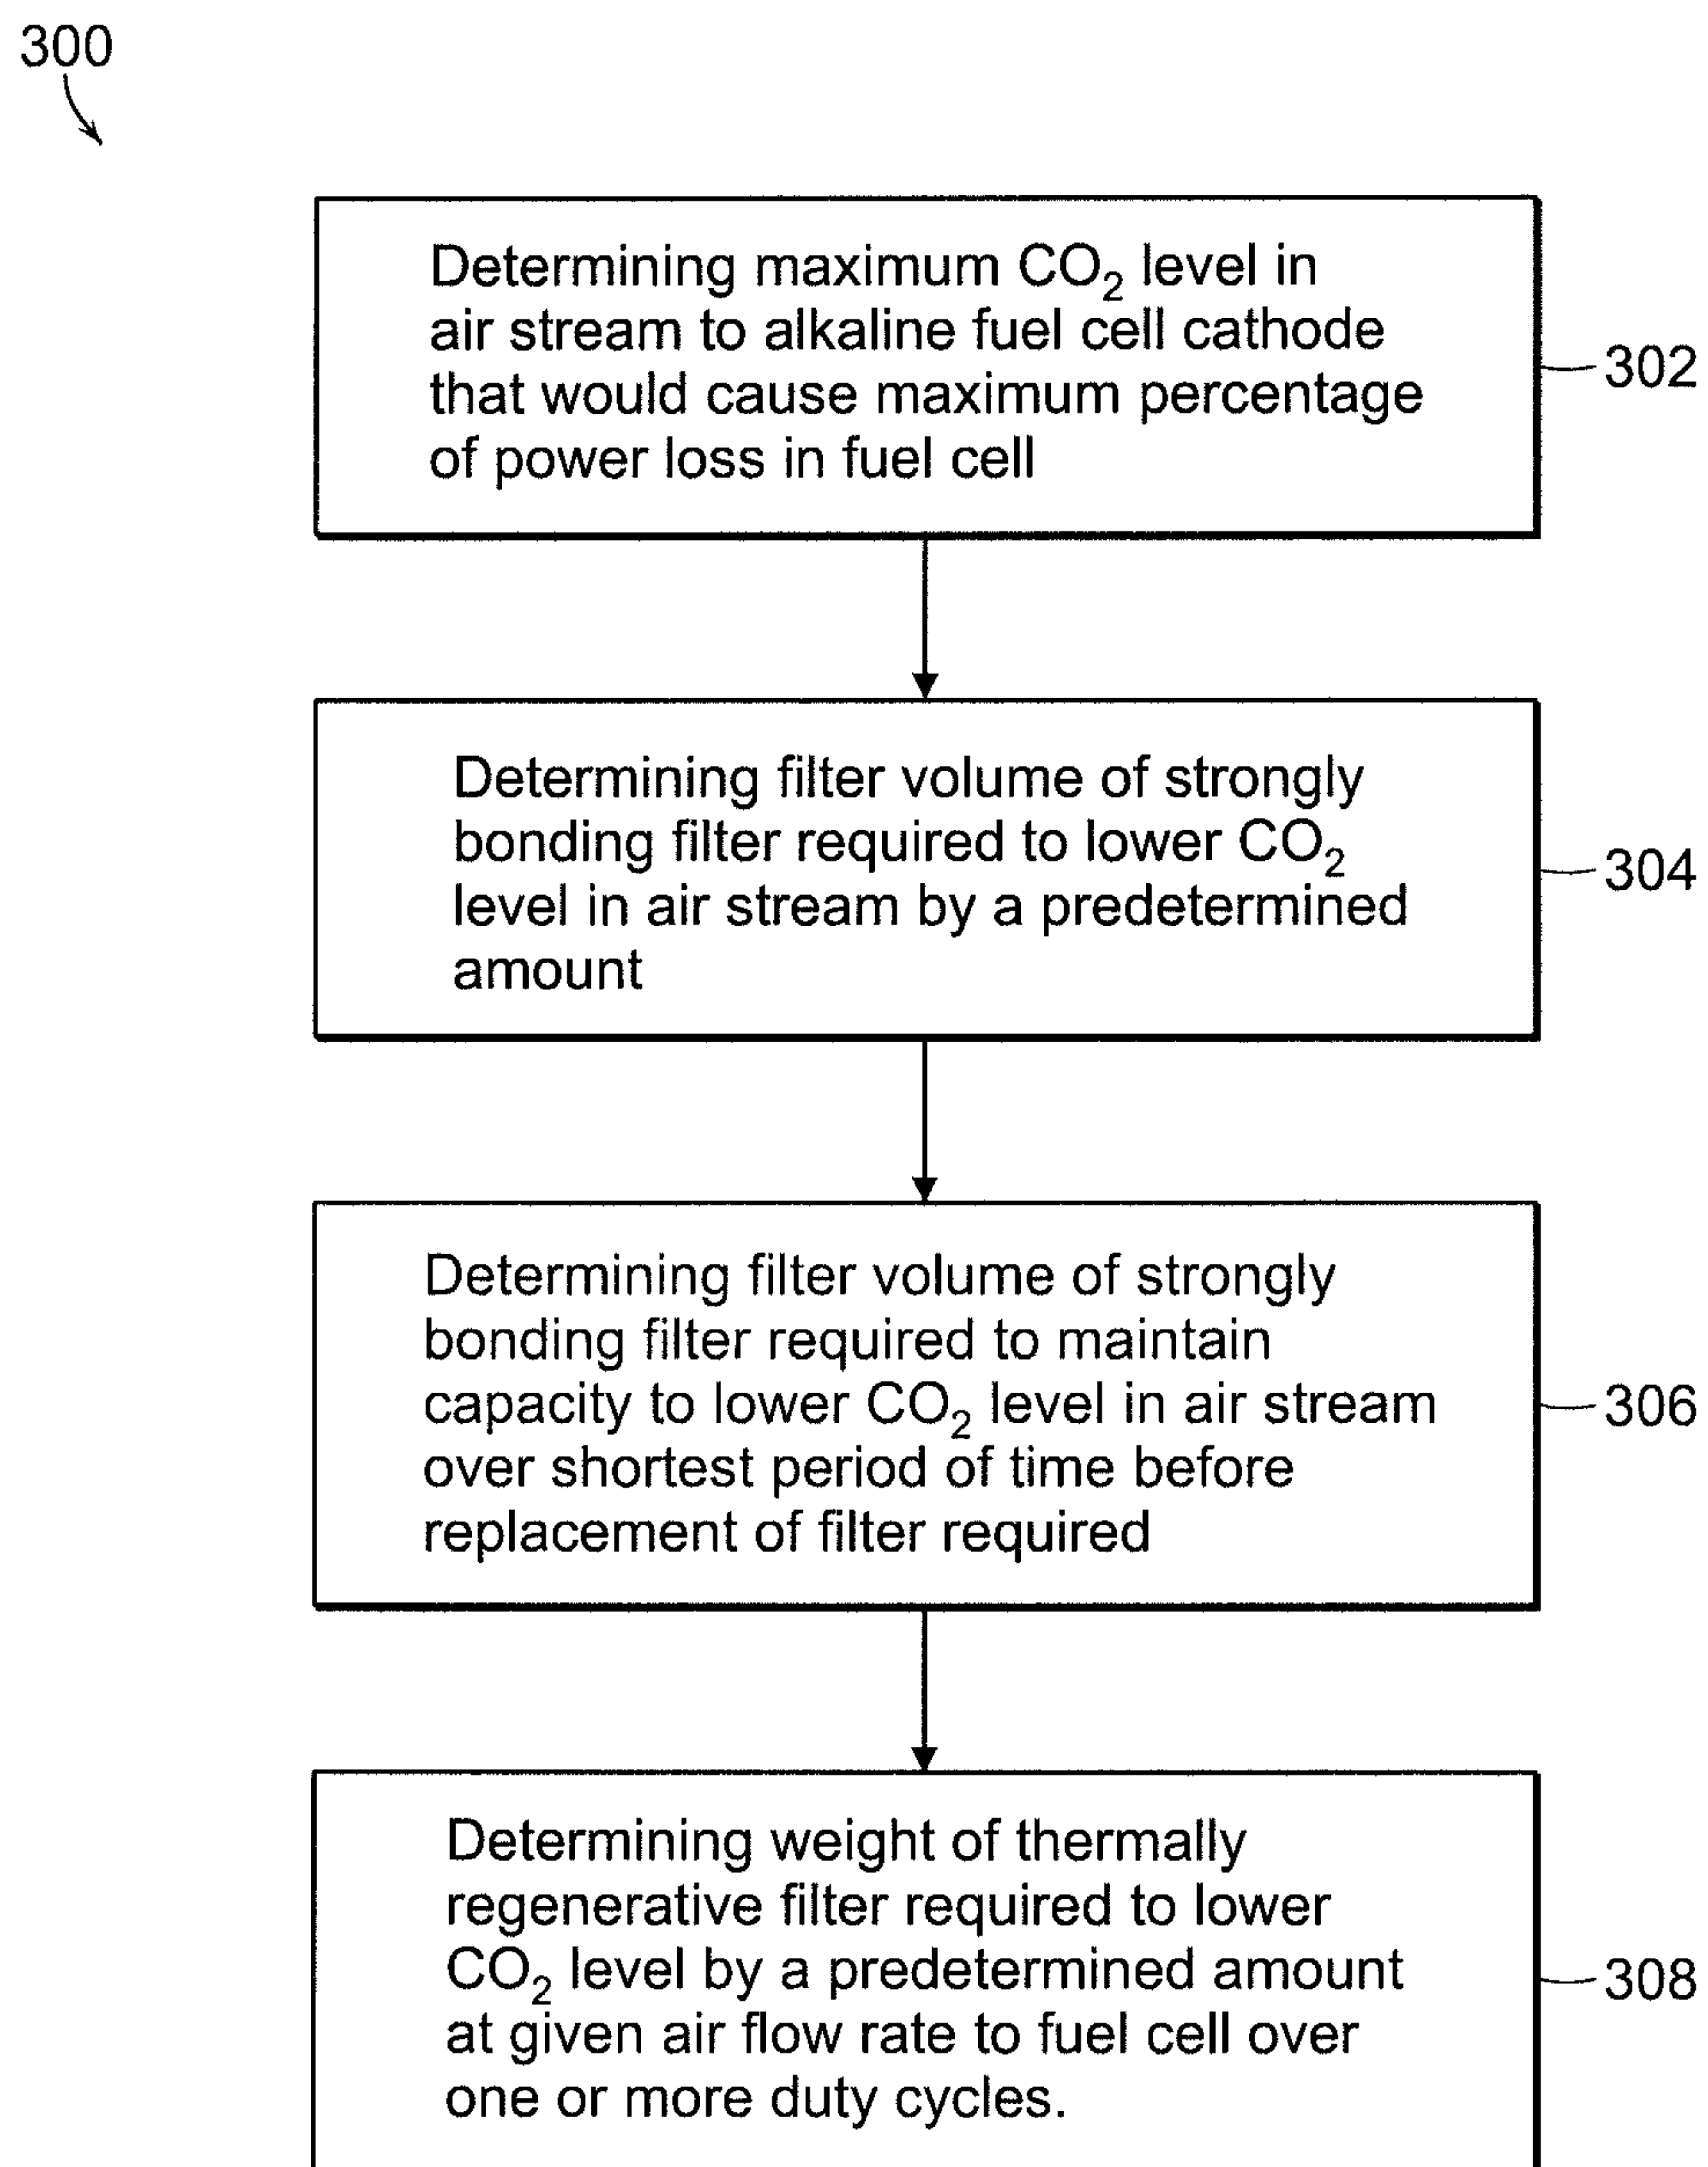 300
Determining maximum CO₂ level in
air stream to alkaline fuel cell cathode
that would cause maximum percentage
of power loss in fuel cell
302
Determining filter volume of strongly
bonding filter required to lower CO₂
level in air stream by a predetermined
amount
304
Determining filter volume of strongly
bonding filter required to maintain
capacity to lower CO₂ level in air stream
over shortest period of time before
replacement of filter required
306
Determining weight of thermally
regenerative filter required to lower
CO₂ level by a predetermined amount
at given air flow rate to fuel cell over
one or more duty cycles.
308